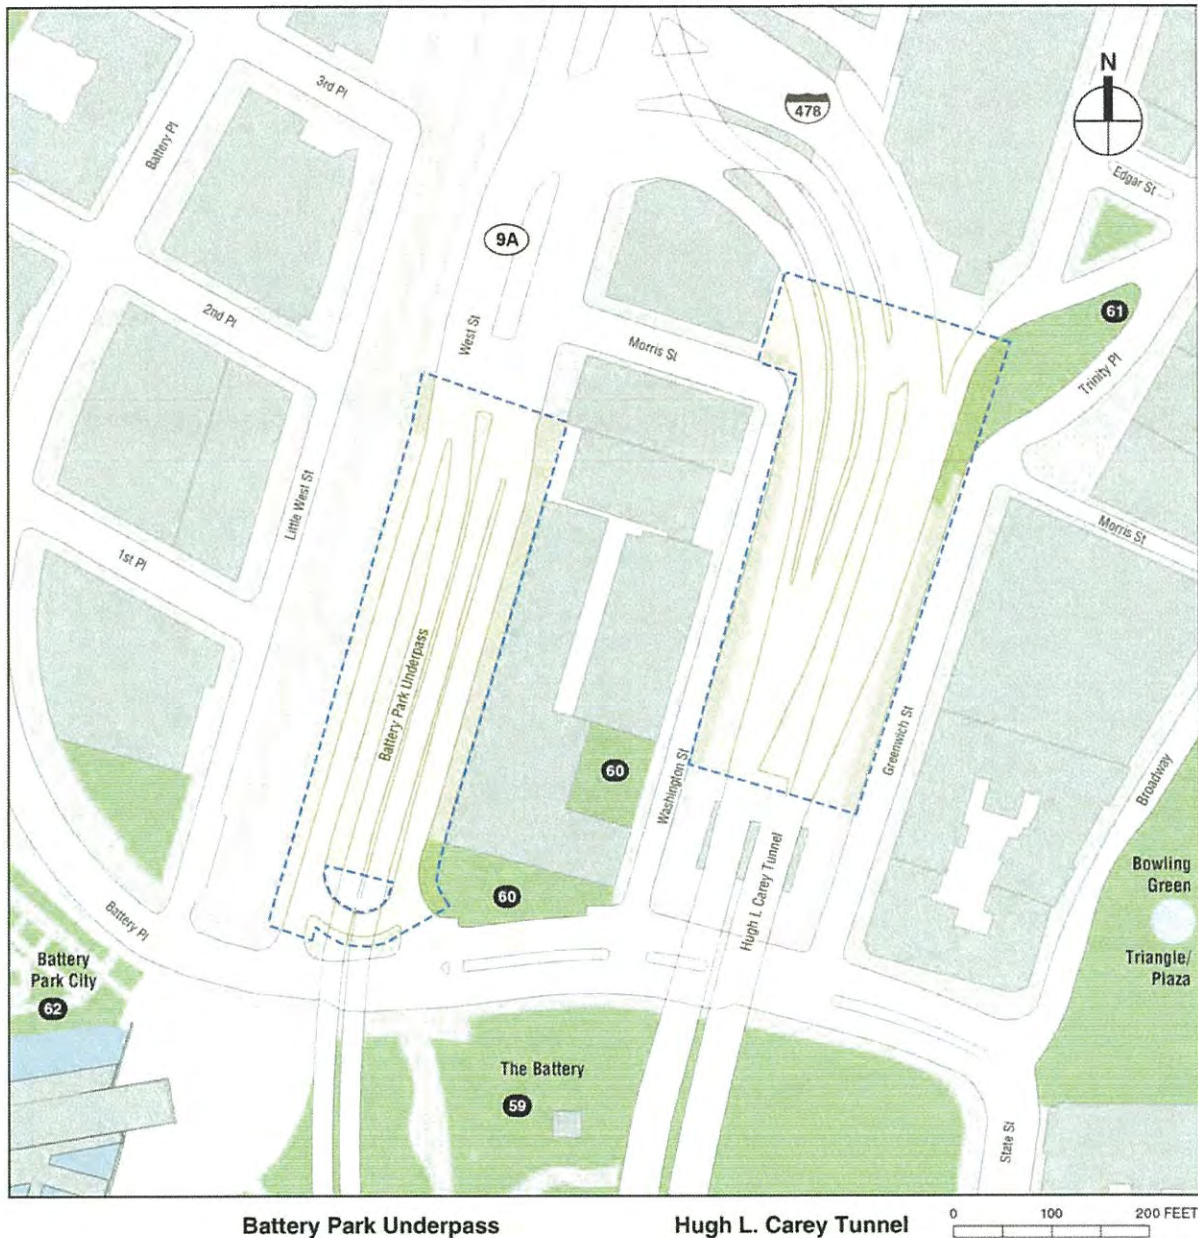 3rd Pl
478
N
Battery Pl
Edgar St
9A
61
2nd Pl
West St
Morris St
Trinity Pl
Little West St
Morris St
1st Pl
Battery Park Underpass
Greenwich St
60
Washington St
Broadway
Hugh L Carey Tunnel
Bowling
Green
60
Battery Pl
Battery
Park City
62
Triangle/
Plaza
The Battery
59
State St
Battery Park Underpass
Hugh L. Carey Tunnel
0 100 200 FEET